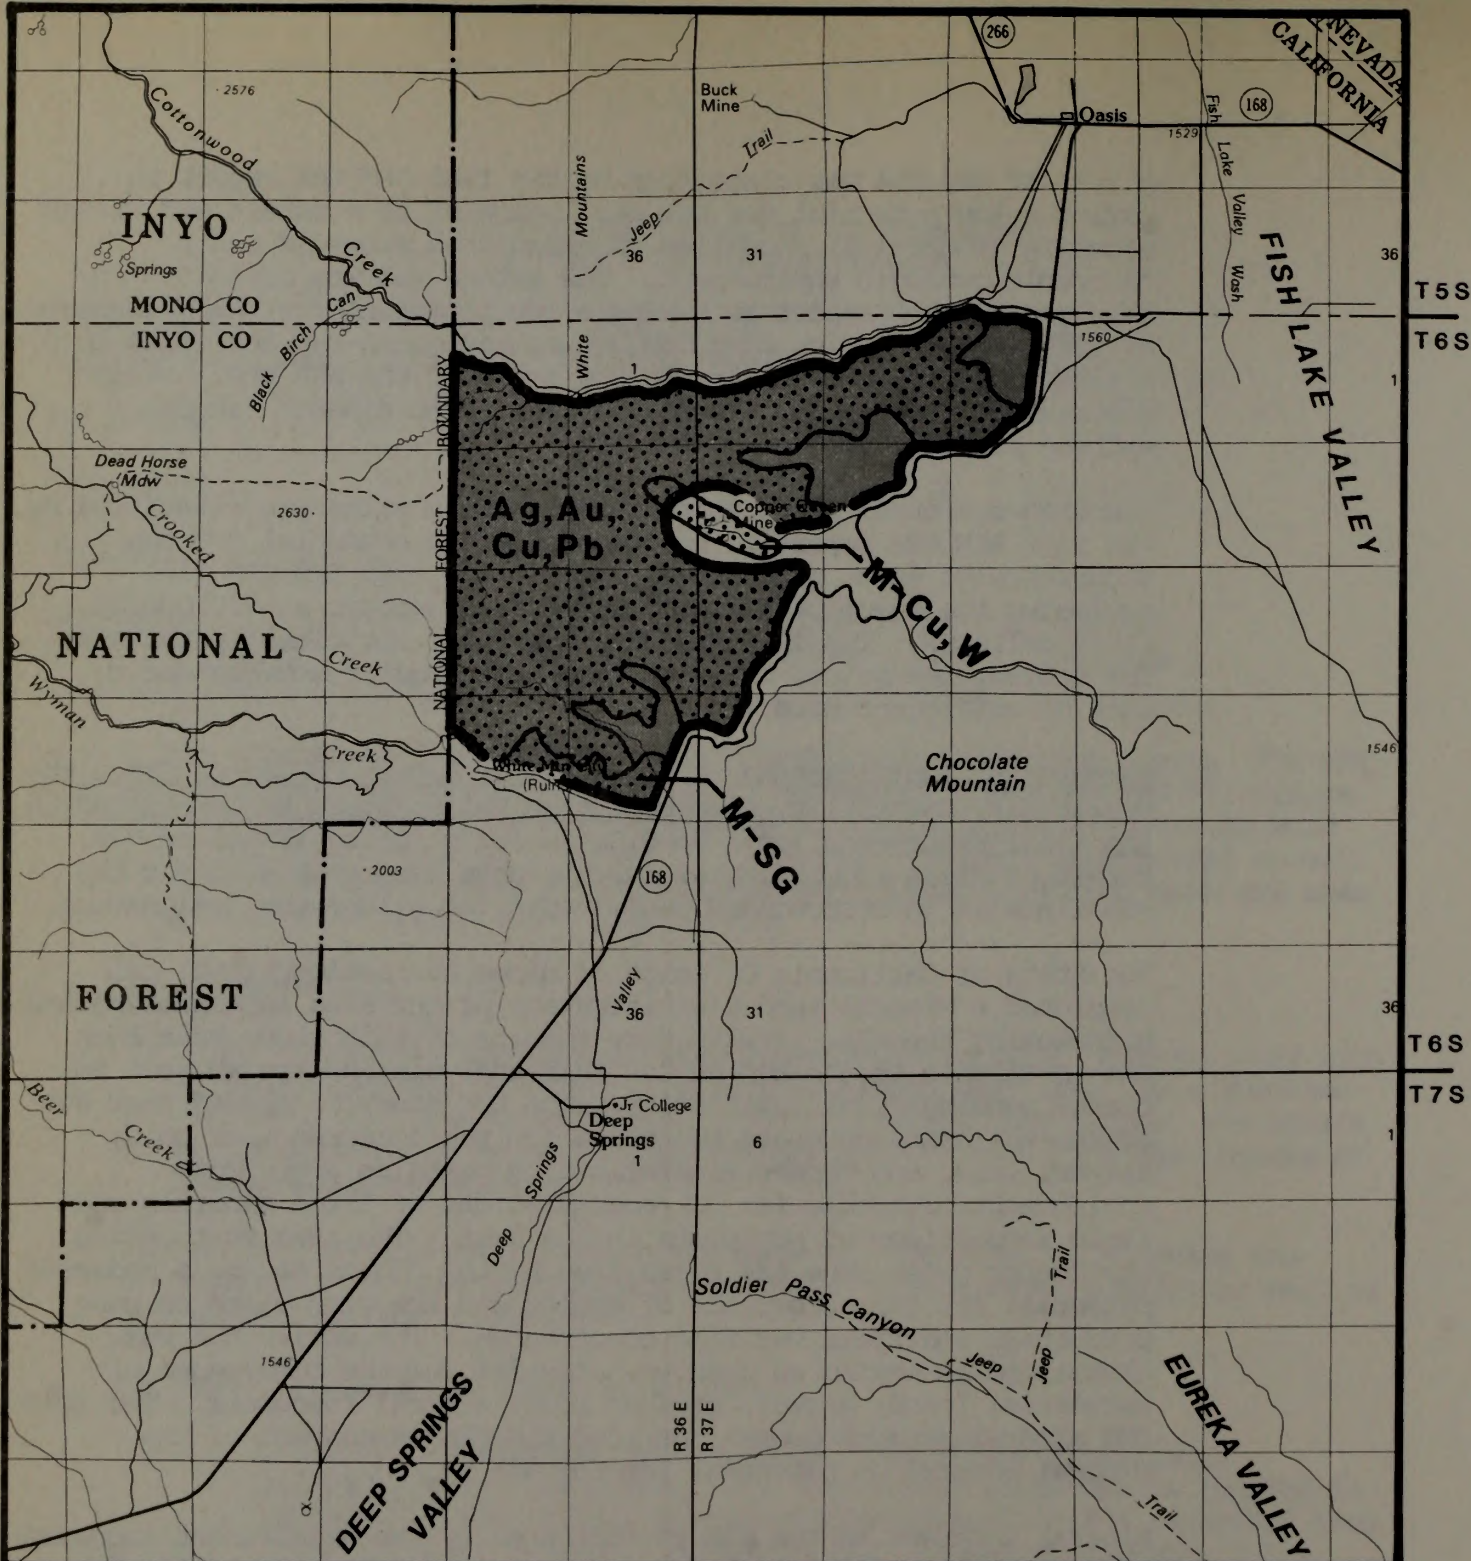 266
NEVADA
CALIFORNIA
2576
Buck
Mine
168
Oasis
1529
Fish
Lake
Valley
Wash
Cottonwood
Creek
Trail
Jeep
Mountains
White
INYO
Springs
36
31
36
FISH LAKE VALLEY
T5S
T6S
MONO CO
INYO CO
Black Birch Can
1560
1
1
NATIONAL FOREST BOUNDARY
Dead Horse
Mdw
2630
Crooked
Creek
Ag, Au,
Cu, Pb
Copper Queen
Mine
M-Cu, W
NATIONAL
Wyman
Creek
White Mtn City
(Ruin
Chocolate
Mountain
1546
M-SG
2003
168
FOREST
Valley
36
31
36
T6S
T7S
Beer
Creek
Jr College
Deep
Springs
1
6
1
Springs
Deep
Soldier Pass Canyon
Trail
Jeep
Jeep
1546
DEEP SPRINGS
VALLEY
R 36 E
R 37 E
EUREKA VALLEY
Trail